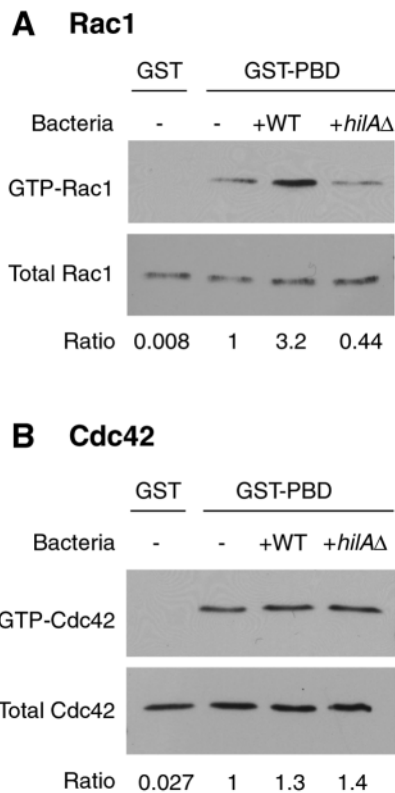 A Rac1
GST GST-PBD
Bacteria - - +WT +hilAΔ
GTP-Rac1
Total Rac1
Ratio 0.008 1 3.2 0.44
B Cdc42
GST GST-PBD
Bacteria - - +WT +hilAΔ
GTP-Cdc42
Total Cdc42
Ratio 0.027 1 1.3 1.4